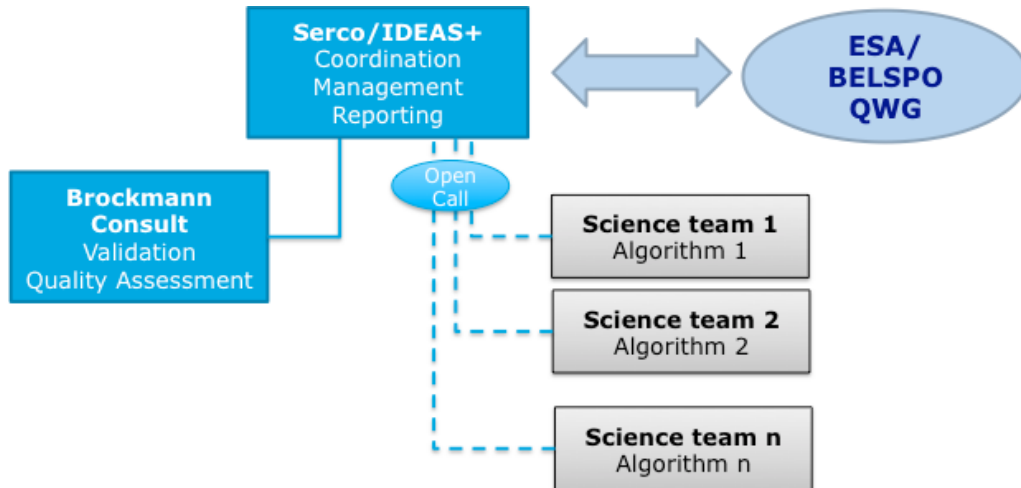 Serco/IDEAS+
Coordination
Management
Reporting
ESA/
BELSPO
QWG
Open
Call
Brockmann
Consult
Validation
Quality Assessment
Science team 1
Algorithm 1
Science team 2
Algorithm 2
Science team n
Algorithm n